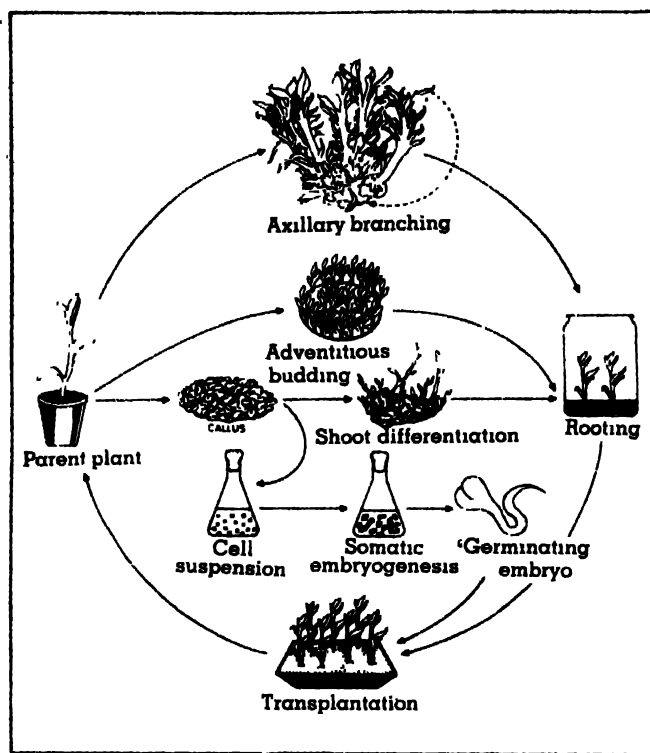 Axillary branching
Adventitious
budding
CALLUS
Shoot differentiation
Rooting
Parent plant
Cell
suspension
Somatic
embryogenesis
‘Germinating
embryo
Transplantation